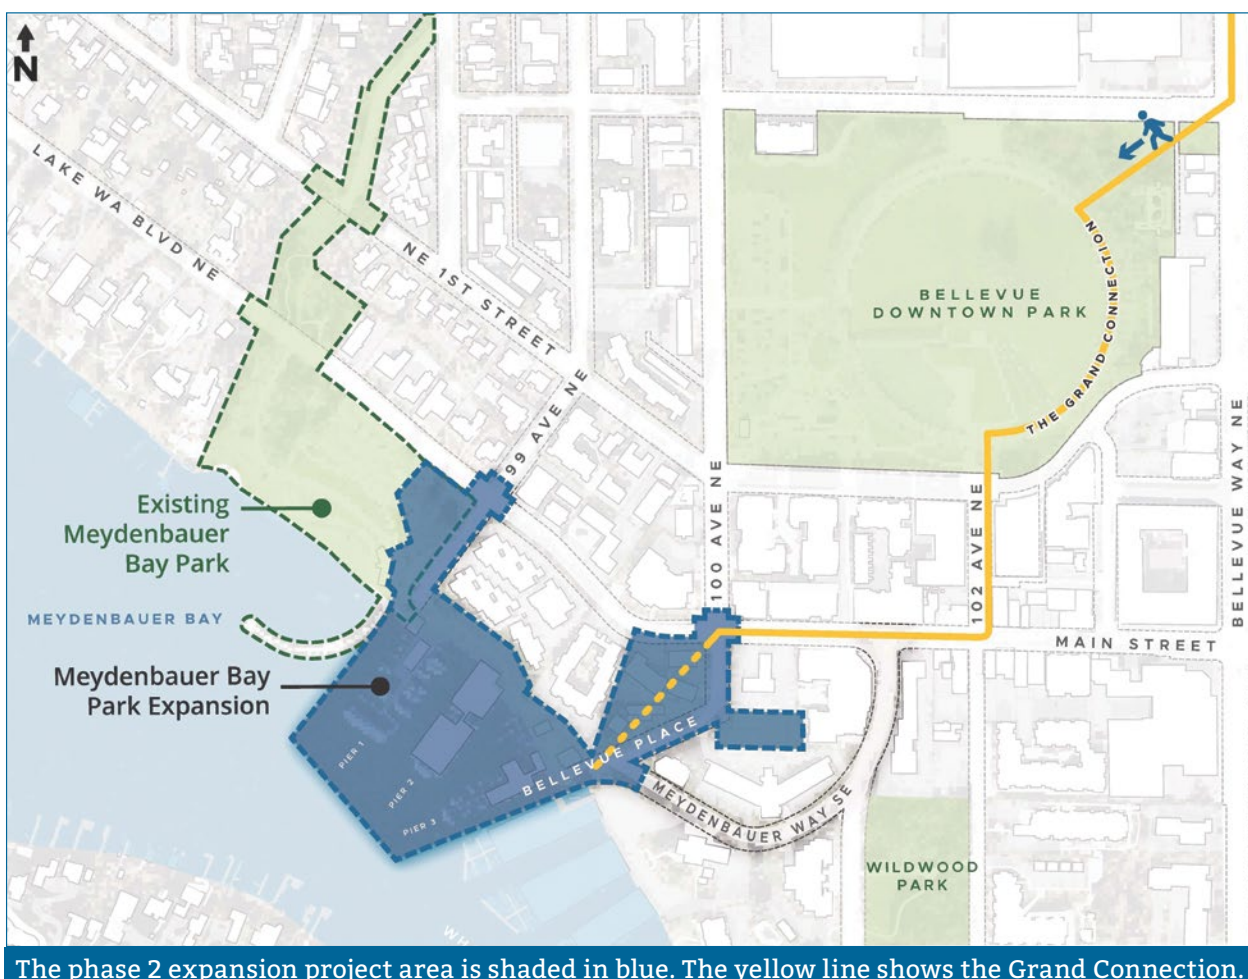 N
LAKE WA BLVD NE
NE 1ST STREET
99 AVE NE
BELLEVUE
DOWNTOWN PARK
THE GRAND CONNECTION
100 AVE NE
102 AVE NE
BELLEVUE WAY NE
Existing
Meydenbauer
Bay Park
MEYDENBAUER BAY
Meydenbauer Bay
Park Expansion
MAIN STREET
PIER 1
PIER 2
PIER 3
BELLEVUE PLACE
MEYDENBAUER WAY SE
WILDWOOD
PARK
WH
The phase 2 expansion project area is shaded in blue. The yellow line shows the Grand Connection.